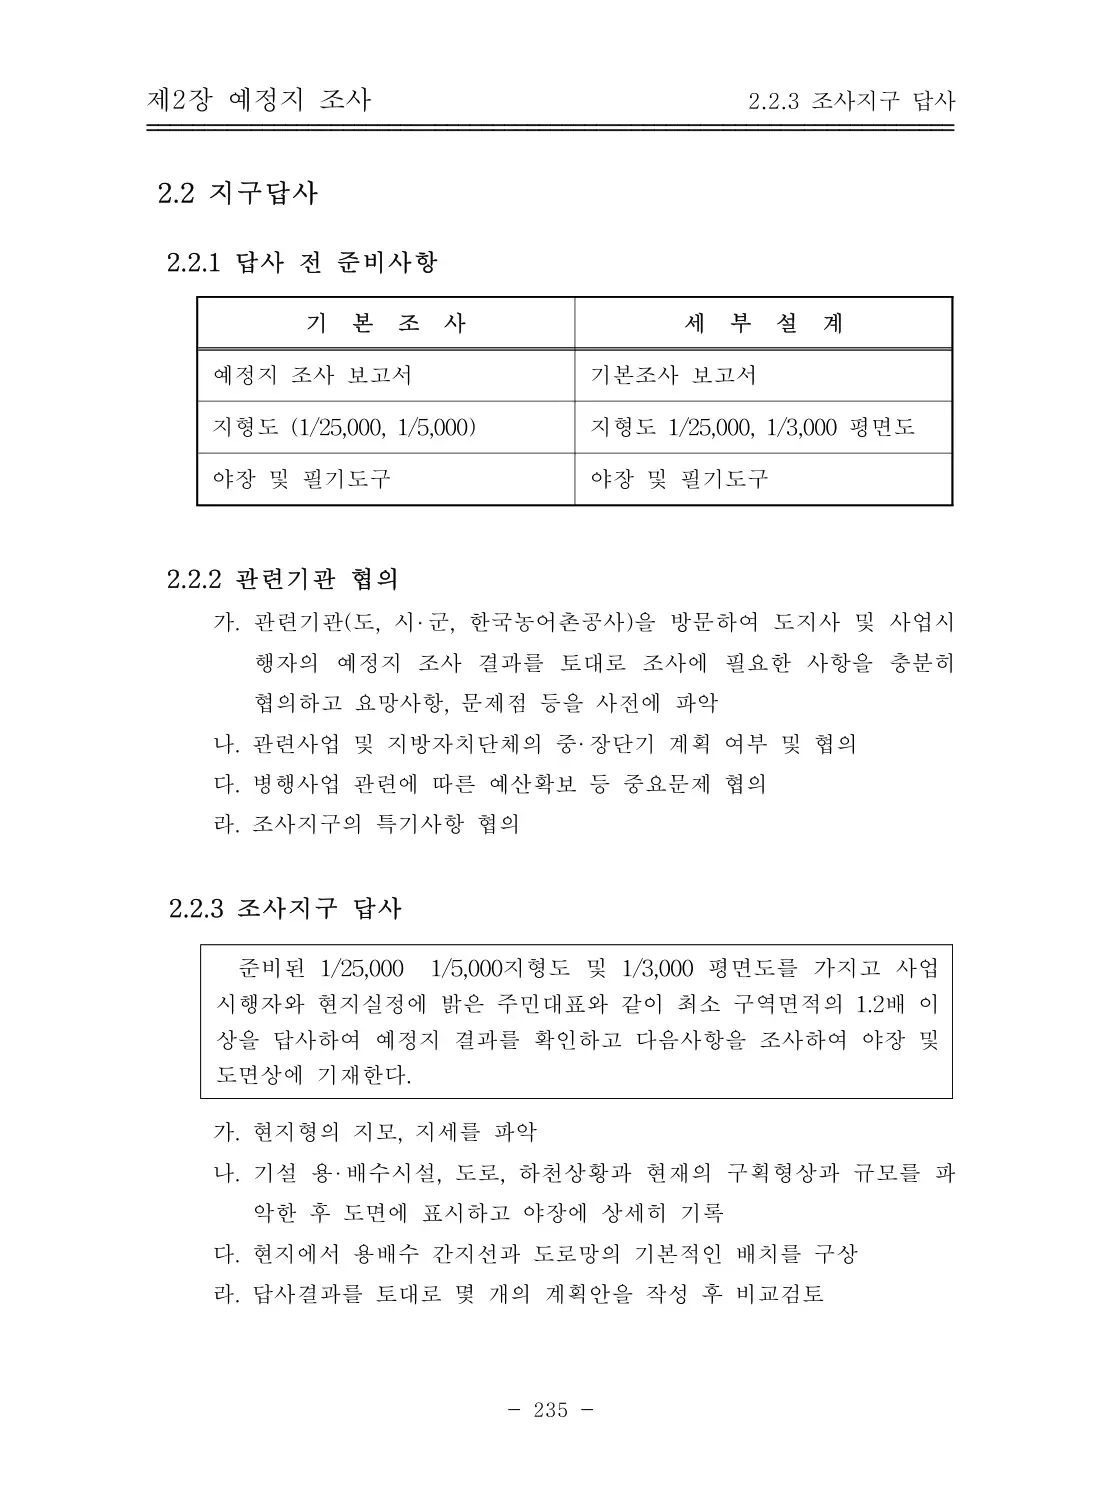 제2장 예정지 조사
2.2.3 조사지구 답사
2.2 지구답사
2.2.1 답사 전 준비사항
기 본 조 사
세 부 설 계
예정지 조사 보고서
기본조사 보고서
지형도 (1/25,000, 1/5,000)
지형도 1/25,000, 1/3,000 평면도
야장 및 필기도구
야장 및 필기도구
2.2.2 관련기관 협의
가. 관련기관(도, 시·군, 한국농어촌공사)을 방문하여 도지사 및 사업시
행자의 예정지 조사 결과를 토대로 조사에 필요한 사항을 충분히
협의하고 요망사항, 문제점 등을 사전에 파악
나. 관련사업 및 지방자치단체의 중·장단기 계획 여부 및 협의
다. 병행사업 관련에 따른 예산확보 등 중요문제 협의
라. 조사지구의 특기사항 협의
2.2.3 조사지구 답사
준비된 1/25,000 1/5,000지형도 및 1/3,000 평면도를 가지고 사업
시행자와 현지실정에 밝은 주민대표와 같이 최소 구역면적의 1.2배 이
상을 답사하여 예정지 결과를 확인하고 다음사항을 조사하여 야장 및
도면상에 기재한다.
가. 현지형의 지모, 지세를 파악
나. 기설 용·배수시설, 도로, 하천상황과 현재의 구획형상과 규모를 파
악한 후 도면에 표시하고 야장에 상세히 기록
다. 현지에서 용배수 간지선과 도로망의 기본적인 배치를 구상
라. 답사결과를 토대로 몇 개의 계획안을 작성 후 비교검토
- 235 -